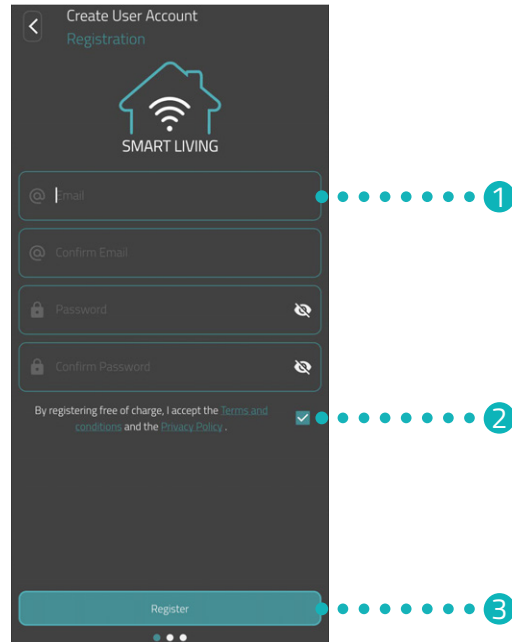 Create User Account
Registration
SMART LIVING
Email
1
Confirm Email
Password
Confirm Password
By registering free of charge, I accept the Terms and
conditions and the Privacy Policy .
2
Register
3